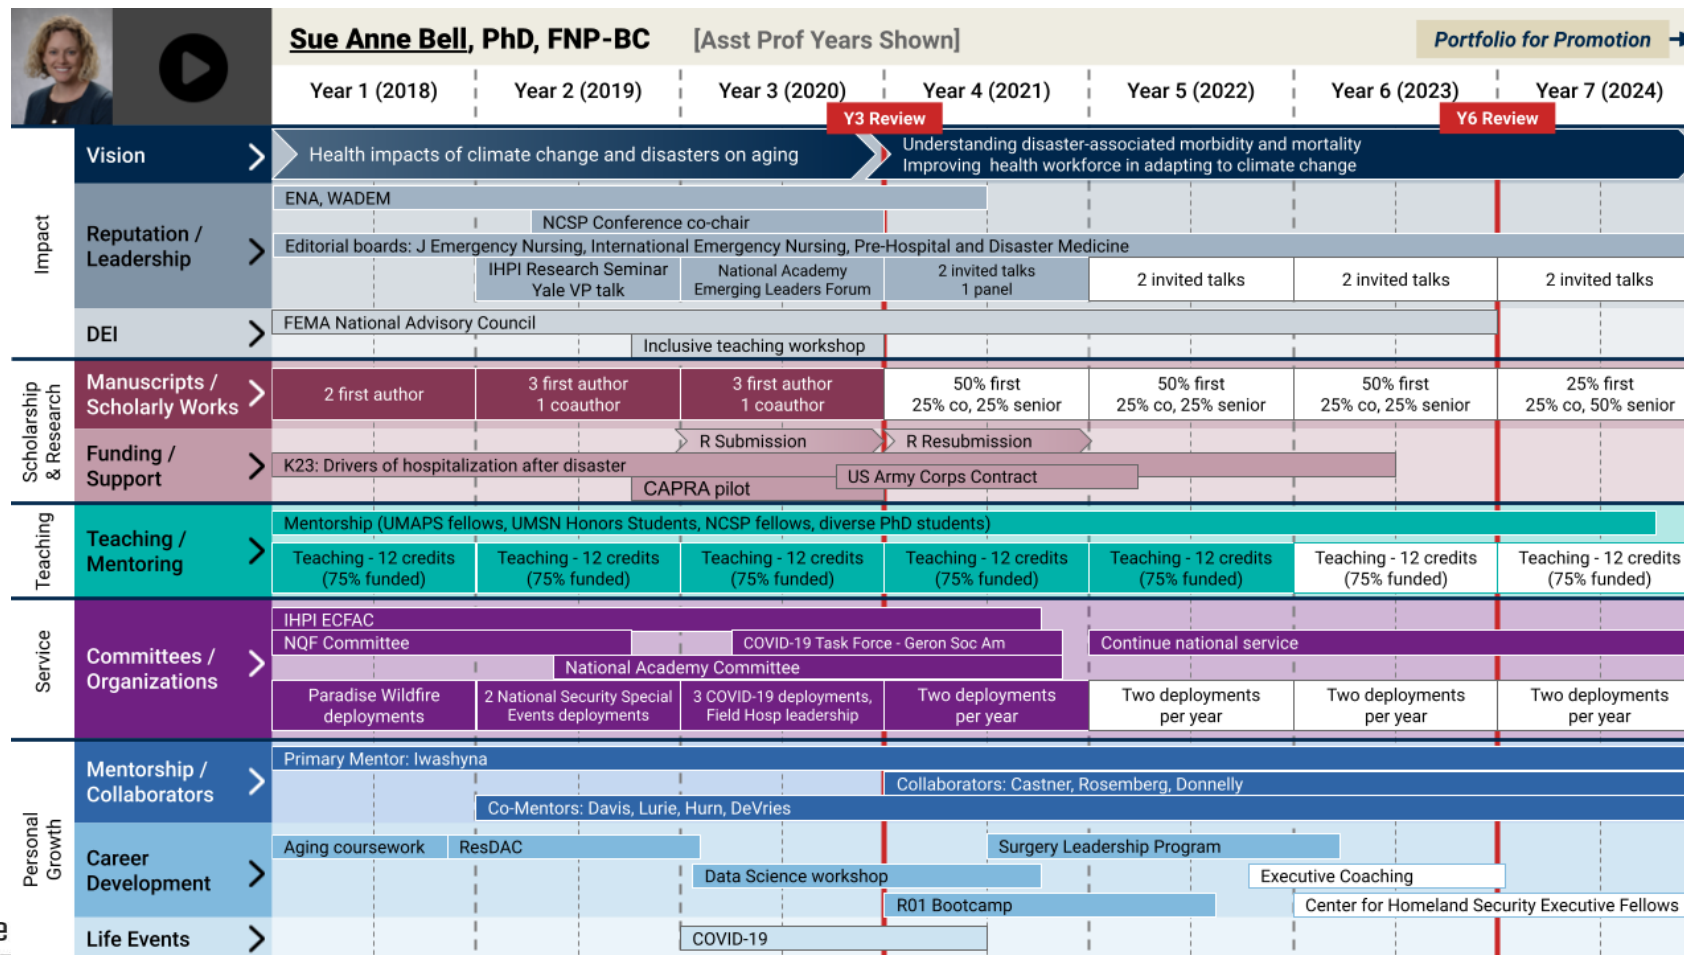 Sue Anne Bell, PhD, FNP-BC
[Asst Prof Years Shown]
Portfolio for Promotion
Year 1 (2018)
Year 2 (2019)
Year 3 (2020)
Year 4 (2021)
Year 5 (2022)
Year 6 (2023)
Year 7 (2024)
Y3 Review
Y6 Review
Impact
Vision
Health impacts of climate change and disasters on aging
Understanding disaster-associated morbidity and mortality
Improving health workforce in adapting to climate change
Reputation /
Leadership
ENA, WADEM
NCSP Conference co-chair
Editorial boards: J Emergency Nursing, International Emergency Nursing, Pre-Hospital and Disaster Medicine
IHPI Research Seminar
Yale VP talk
National Academy
Emerging Leaders Forum
2 invited talks
1 panel
2 invited talks
2 invited talks
2 invited talks
DEI
FEMA National Advisory Council
Inclusive teaching workshop
Scholarship
& Research
Manuscripts /
Scholarly Works
2 first author
3 first author
1 coauthor
3 first author
1 coauthor
50% first
25% co, 25% senior
50% first
25% co, 25% senior
50% first
25% co, 25% senior
25% first
25% co, 50% senior
Funding /
Support
R Submission
R Resubmission
K23: Drivers of hospitalization after disaster
US Army Corps Contract
CAPRA pilot
Teaching
Teaching /
Mentoring
Mentorship (UMAPS fellows, UMSN Honors Students, NCSP fellows, diverse PhD students)
Teaching - 12 credits
(75% funded)
Teaching - 12 credits
(75% funded)
Teaching - 12 credits
(75% funded)
Teaching - 12 credits
(75% funded)
Teaching - 12 credits
(75% funded)
Teaching - 12 credits
(75% funded)
Teaching - 12 credits
(75% funded)
Service
Committees /
Organizations
IHPI ECFAC
NQF Committee
COVID-19 Task Force - Geron Soc Am
Continue national service
National Academy Committee
Paradise Wildfire
deployments
2 National Security Special
Events deployments
3 COVID-19 deployments,
Field Hosp leadership
Two deployments
per year
Two deployments
per year
Two deployments
per year
Two deployments
per year
Personal
Growth
Mentorship /
Collaborators
Primary Mentor: Iwashyna
Collaborators: Castner, Rosemberg, Donnelly
Co-Mentors: Davis, Lurie, Hurn, DeVries
Career
Development
Aging coursework
ResDAC
Surgery Leadership Program
Data Science workshop
Executive Coaching
R01 Bootcamp
Center for Homeland Security Executive Fellows
Life Events
COVID-19
e